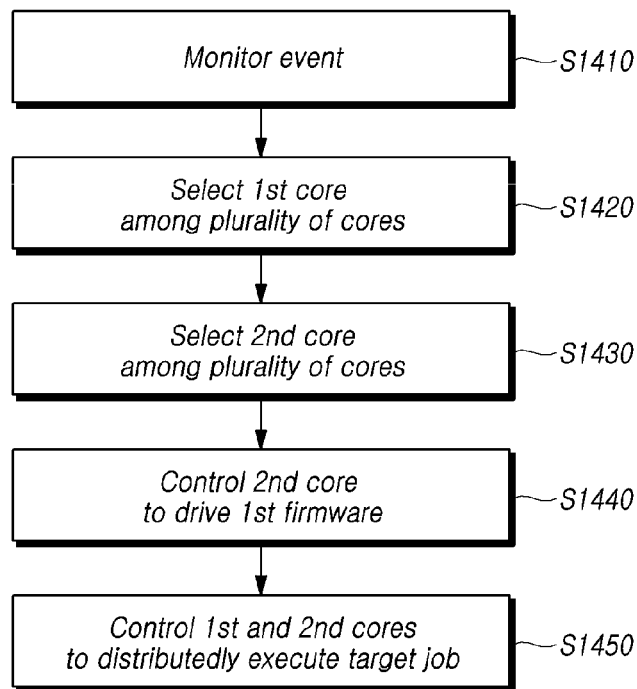 Monitor event
S1410
Select 1st core
among plurality of cores
S1420
Select 2nd core
among plurality of cores
S1430
Control 2nd core
to drive 1st firmware
S1440
Control 1st and 2nd cores
to distributedly execute target job
S1450